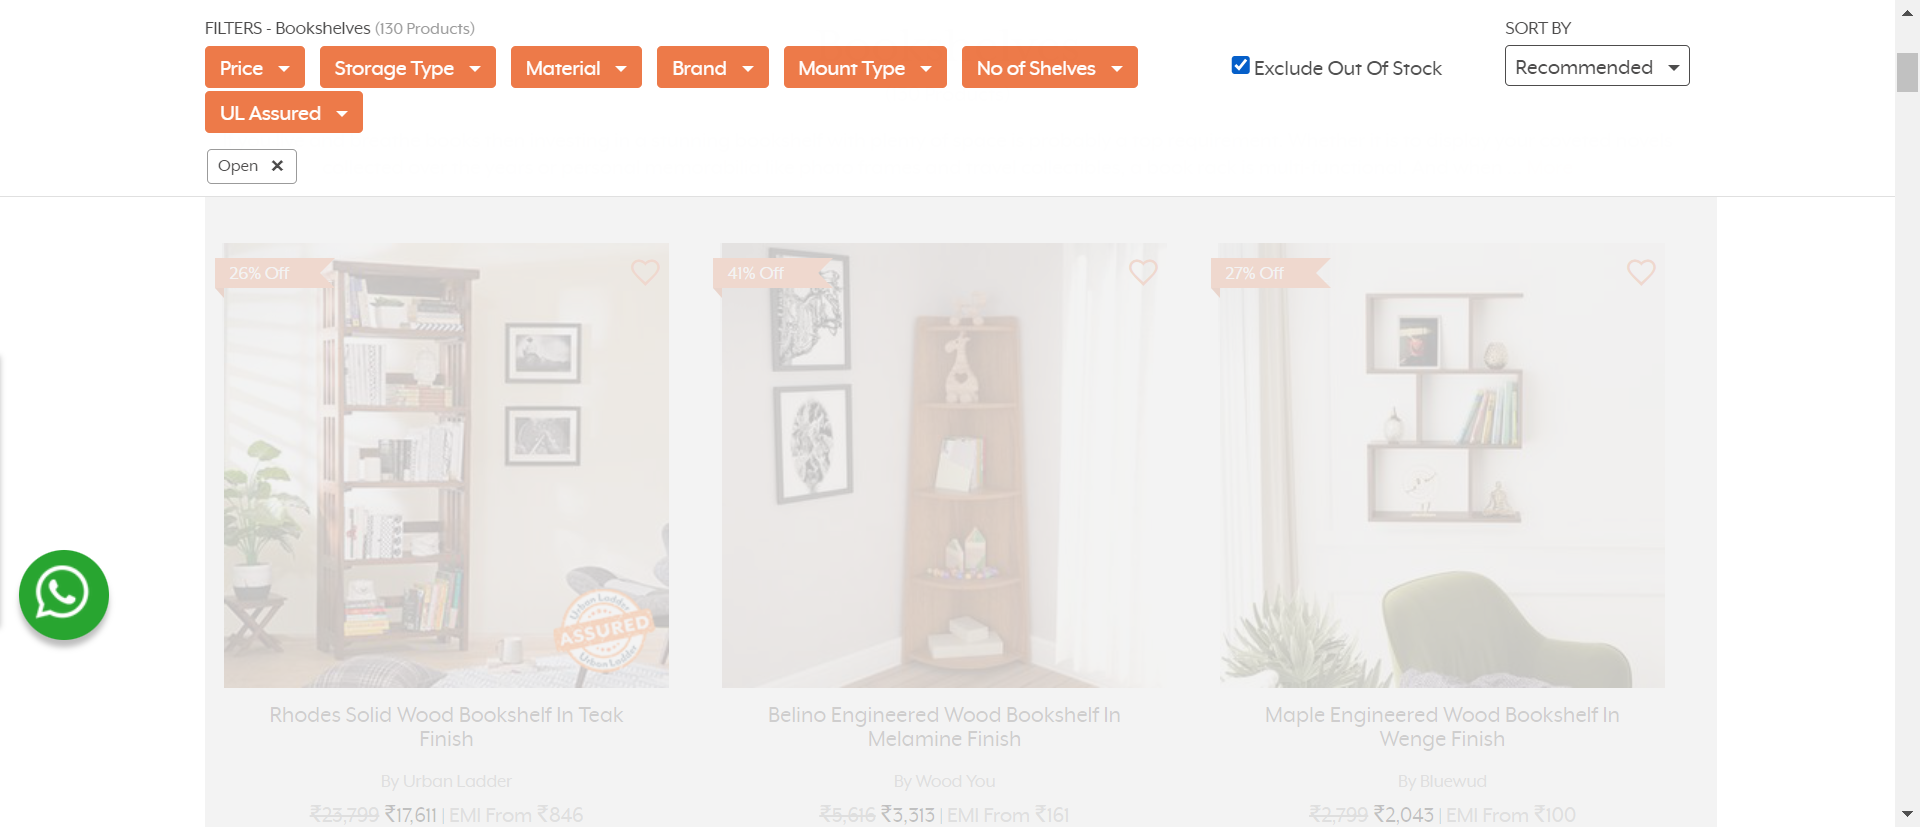 FILTERS - Bookshelves (130 Products)
SORT BY
Price
Storage Type
Material
Brand
Mount Type
No of Shelves
Exclude Out Of Stock
Recommended
UL Assured
Open ✕
26% Off
41% Off
27% Off
Urban Ladder
ASSURED
Urban Ladder
Rhodes Solid Wood Bookshelf In Teak
Finish
By Urban Ladder
₹23,799 ₹17,611 | EMI From ₹846
Belino Engineered Wood Bookshelf In
Melamine Finish
By Wood You
₹5,616 ₹3,313 | EMI From ₹161
Maple Engineered Wood Bookshelf In
Wenge Finish
By Bluewud
₹2,799 ₹2,043 | EMI From ₹100